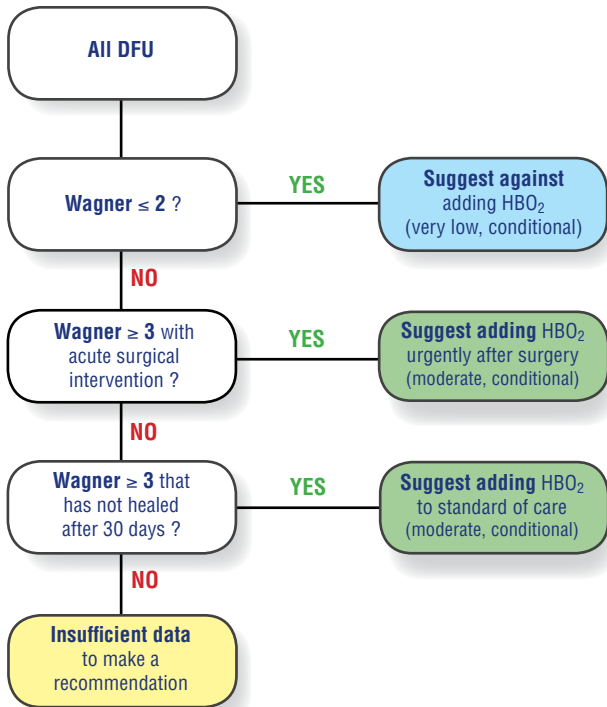 All DFU
Wagner ≤ 2 ?
YES
Suggest against
adding HBO₂
(very low, conditional)
NO
Wagner ≥ 3 with
acute surgical
intervention ?
YES
Suggest adding HBO₂
urgently after surgery
(moderate, conditional)
NO
Wagner ≥ 3 that
has not healed
after 30 days ?
YES
Suggest adding HBO₂
to standard of care
(moderate, conditional)
NO
Insufficient data
to make a
recommendation